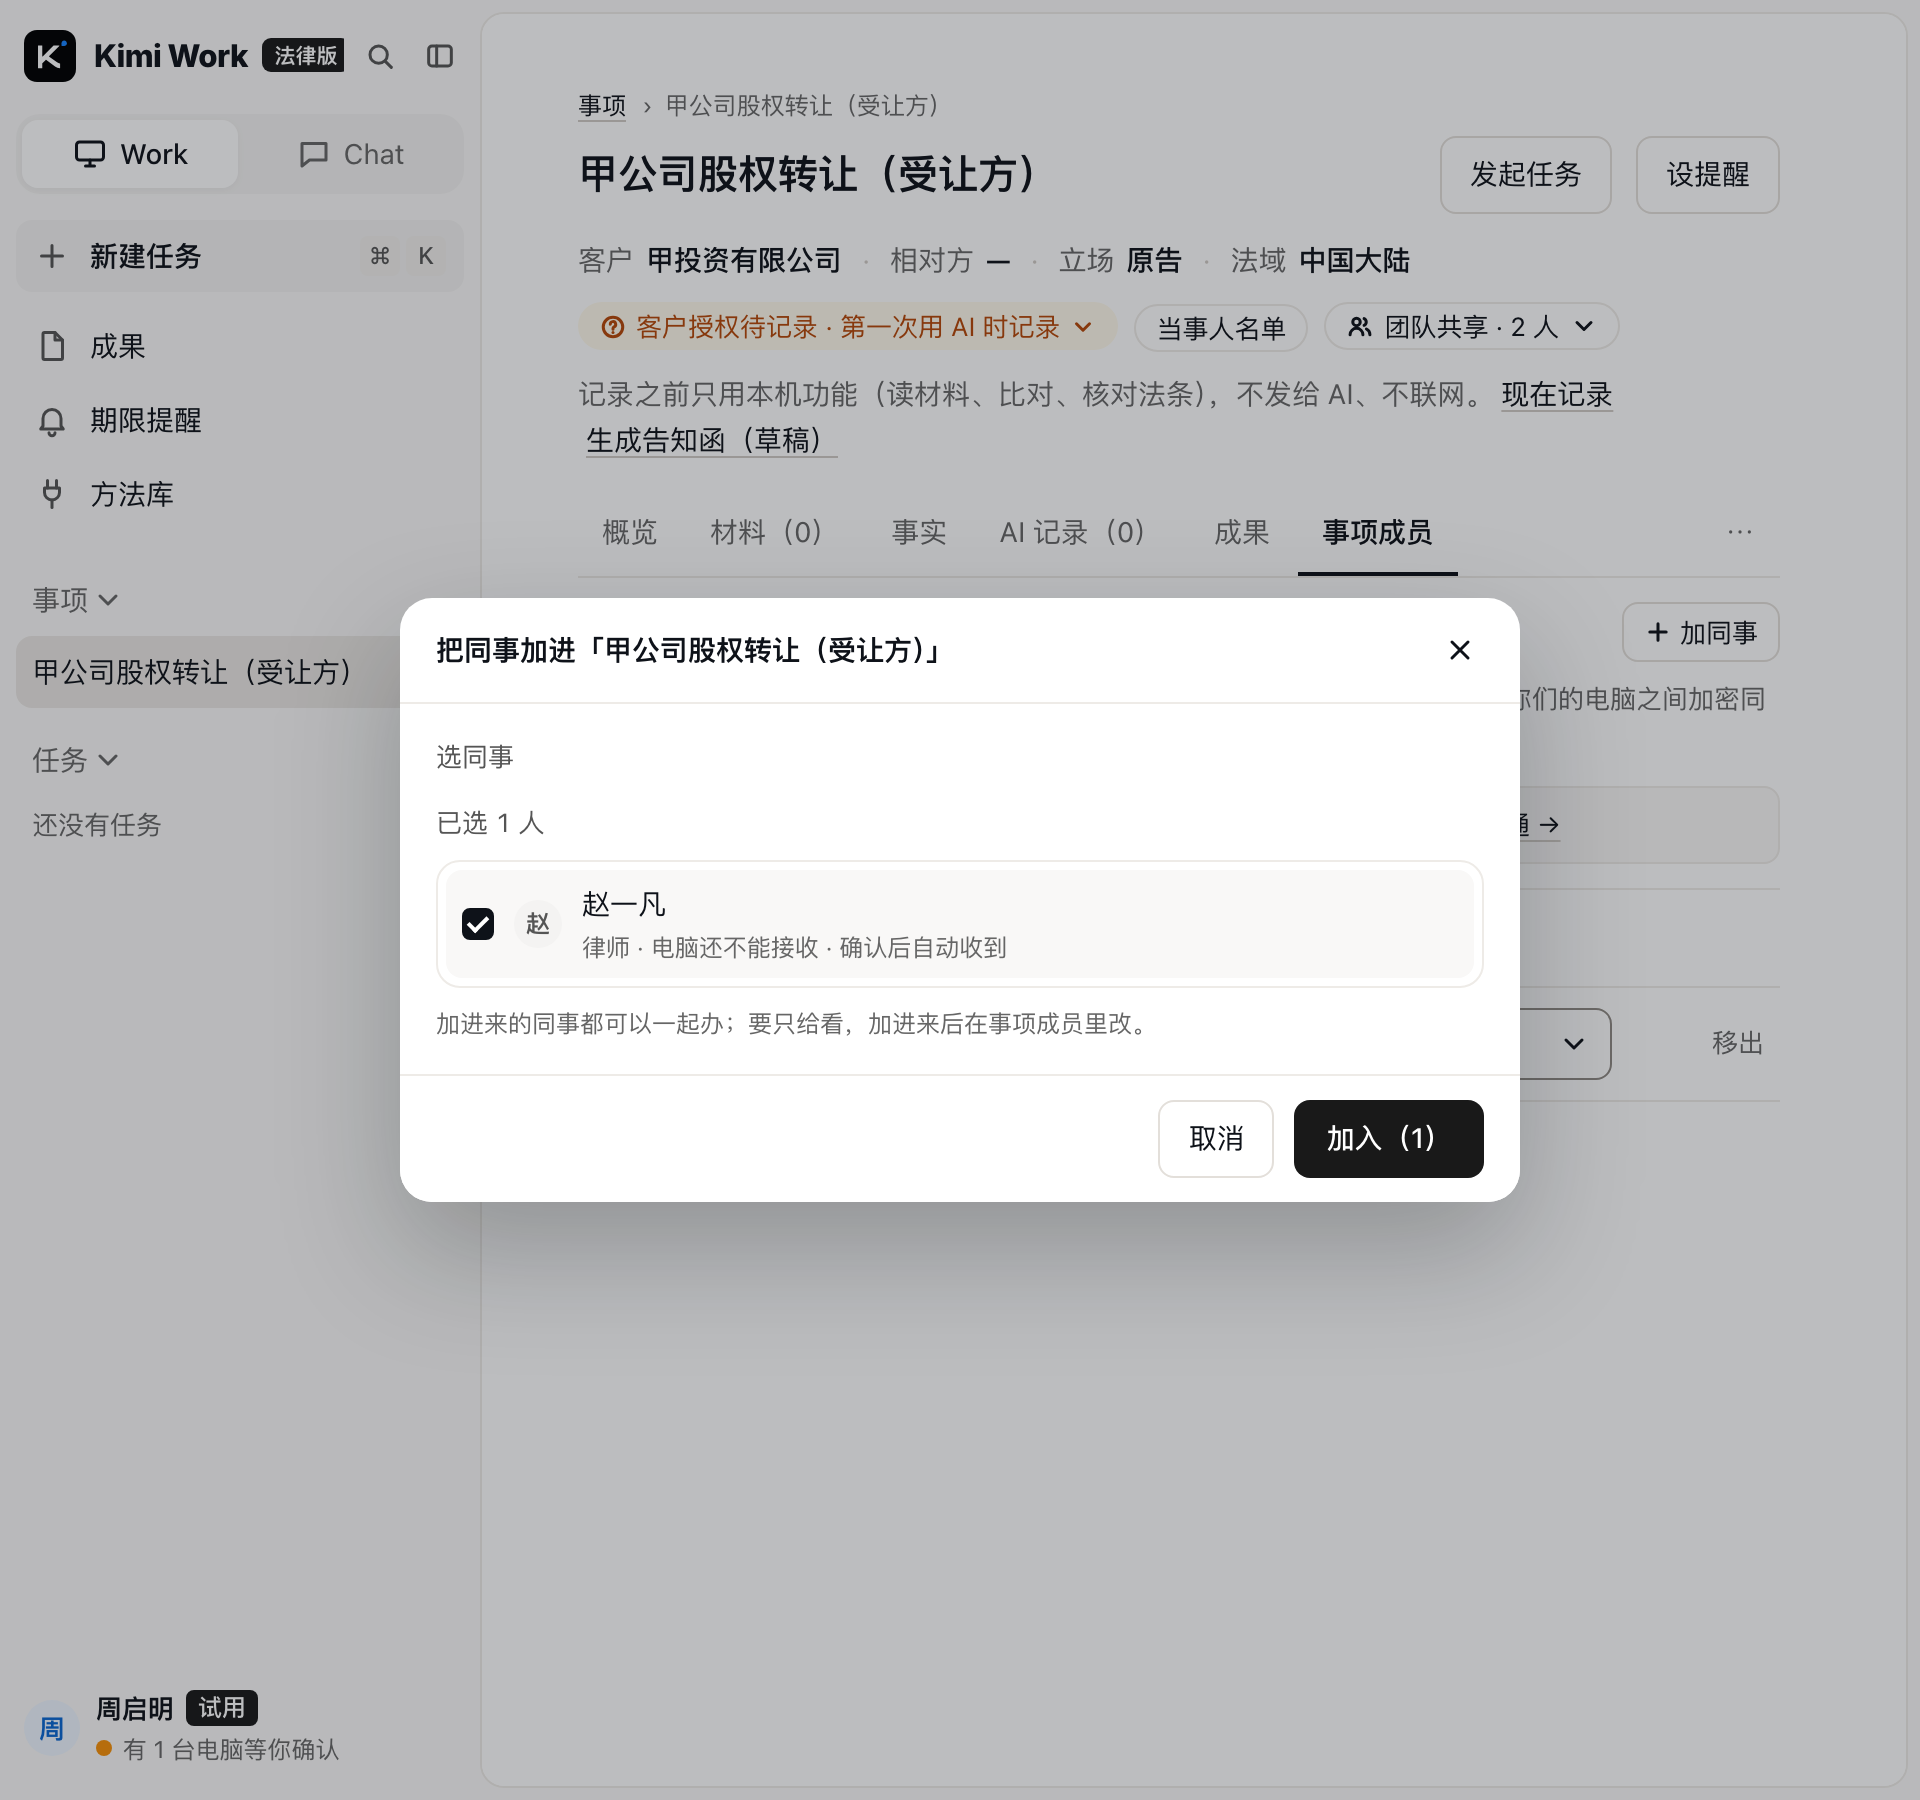 Kimi Work 法律版
Work
Chat
新建任务 ⌘ K
成果
期限提醒
方法库
事项
甲公司股权转让（受让方）
任务
还没有任务
周 周启明 试用
有 1 台电脑等你确认
事项 › 甲公司股权转让（受让方）
甲公司股权转让（受让方）
发起任务
设提醒
客户 甲投资有限公司 · 相对方 — · 立场 原告 · 法域 中国大陆
客户授权待记录 · 第一次用 AI 时记录
当事人名单
团队共享 · 2 人
记录之前只用本机功能（读材料、比对、核对法条），不发给 AI、不联网。 现在记录
生成告知函（草稿）
概览
材料（0）
事实
AI 记录（0）
成果
事项成员
···
+ 加同事
们的电脑之间加密同
→
移出
把同事加进「甲公司股权转让（受让方）」
选同事
已选 1 人
赵 赵一凡
律师 · 电脑还不能接收 · 确认后自动收到
加进来的同事都可以一起办；要只给看，加进来后在事项成员里改。
取消
加入（1）